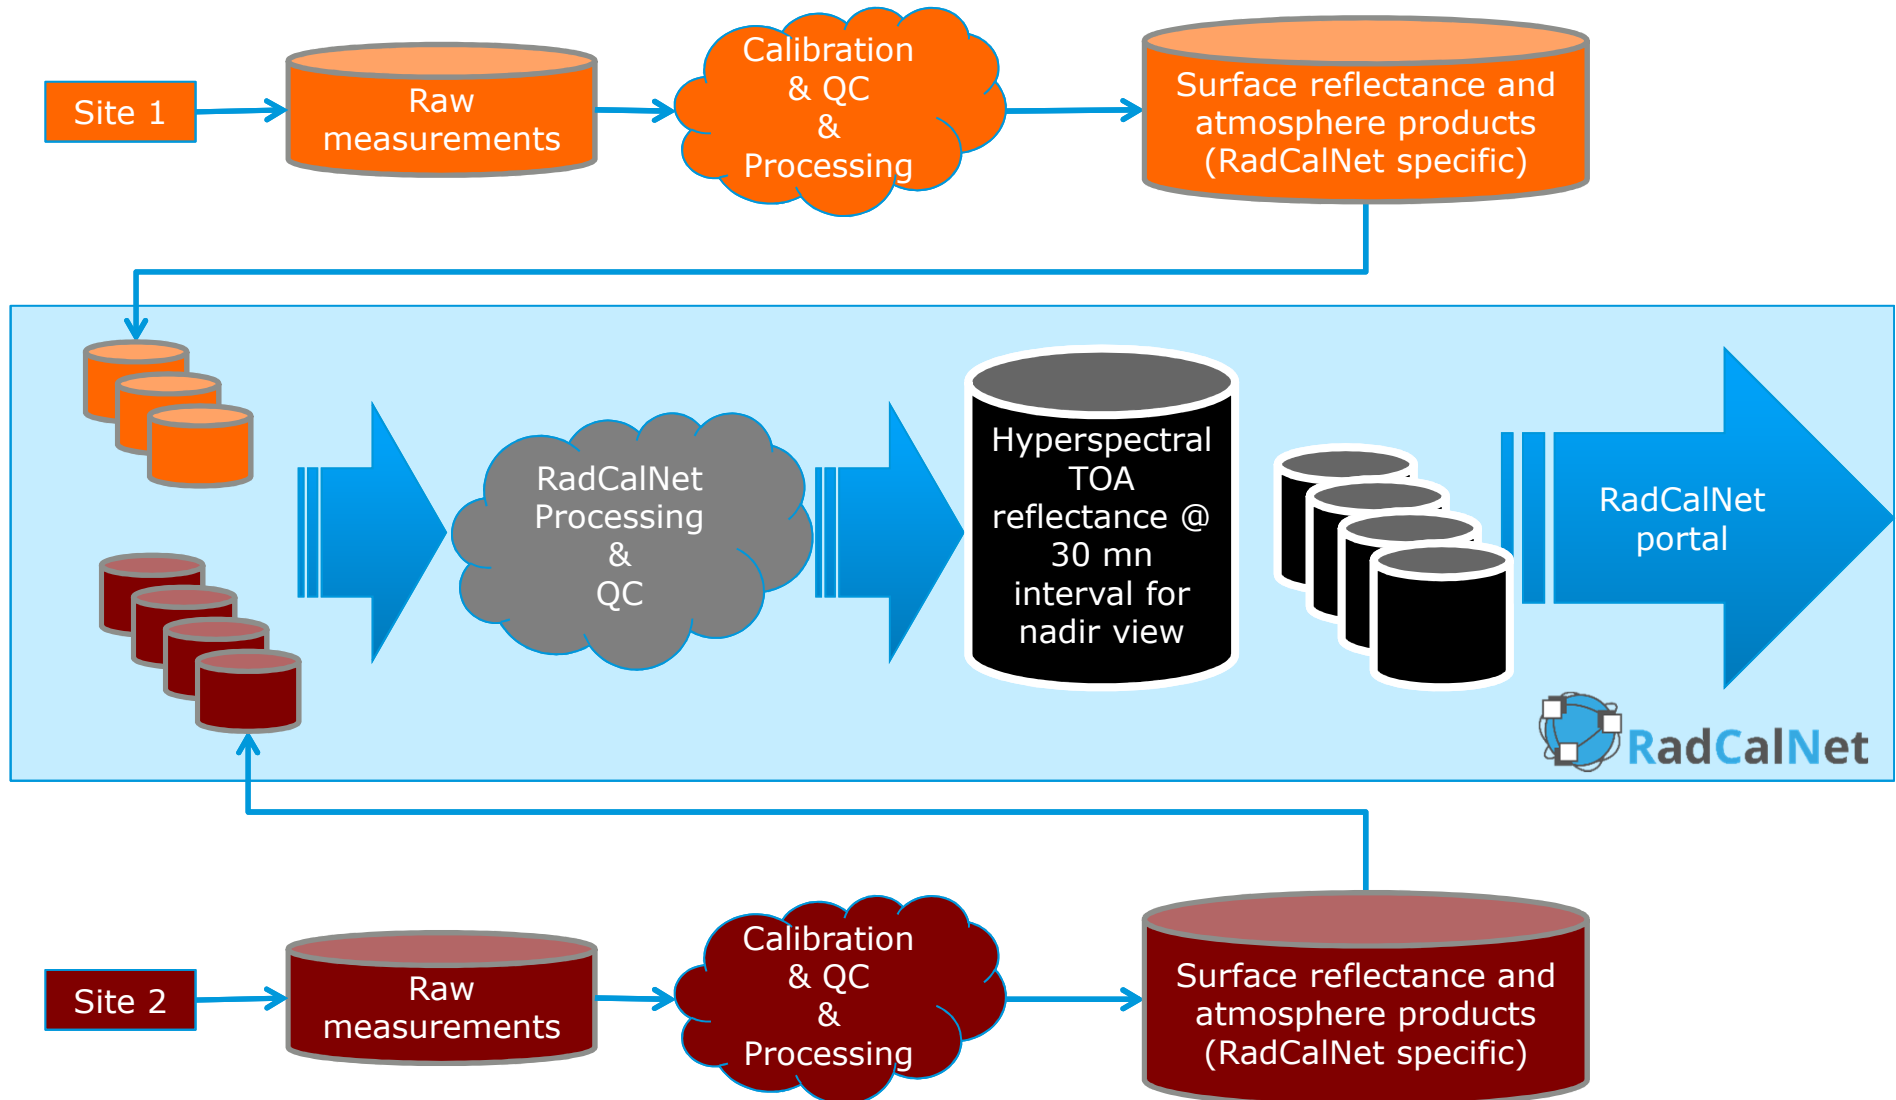 Site 1
Raw
measurements
Calibration
& QC
&
Processing
Surface reflectance and
atmosphere products
(RadCalNet specific)
RadCalNet
Processing
&
QC
Hyperspectral
TOA
reflectance @
30 mn
interval for
nadir view
RadCalNet
portal
RadCalNet
Site 2
Raw
measurements
Calibration
& QC
&
Processing
Surface reflectance and
atmosphere products
(RadCalNet specific)